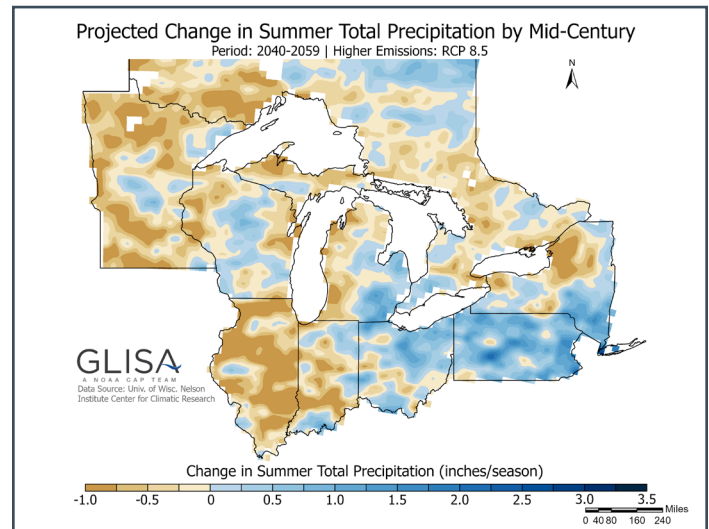 Projected Change in Summer Total Precipitation by Mid-Century
Period: 2040-2059 | Higher Emissions: RCP 8.5
N
GLISA
A NOAA CAP TEAM
Data Source: Univ. of Wisc. Nelson
Institute Center for Climatic Research
Change in Summer Total Precipitation (inches/season)
-1.0 -0.5 0 0.5 1.0 1.5 2.0 2.5 3.0 3.5
Miles
0 40 80 160 240